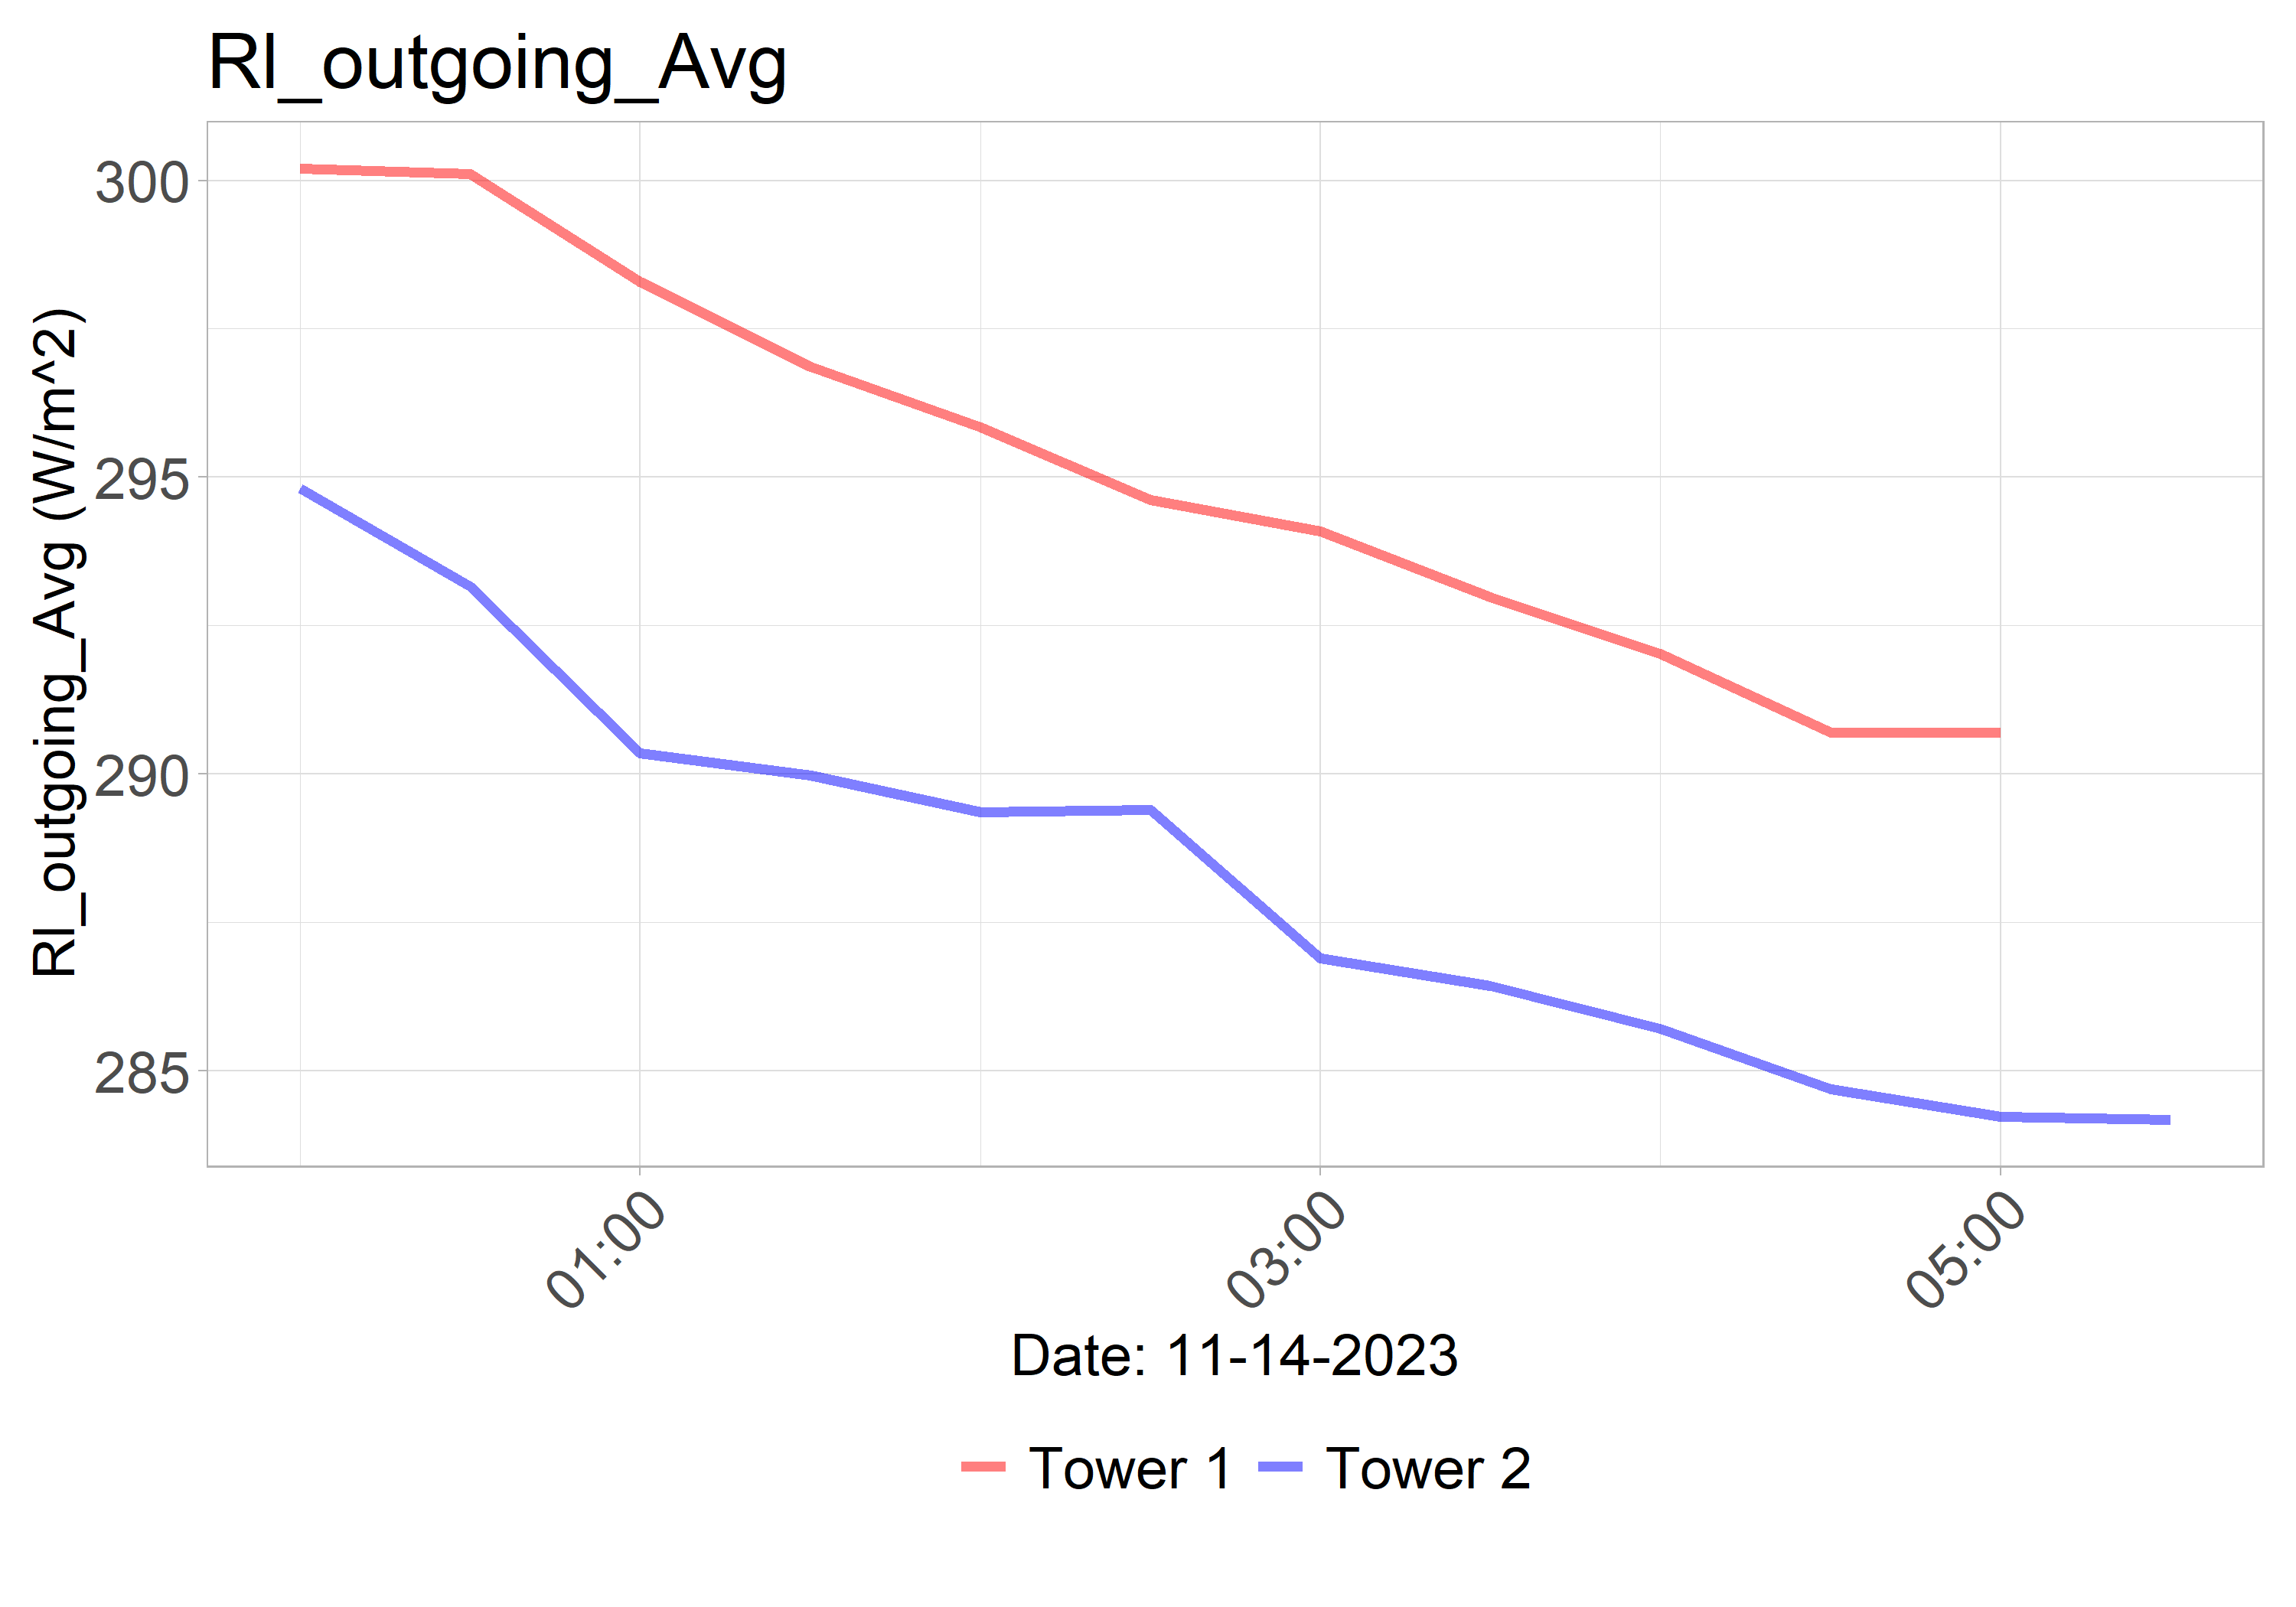 Rl_outgoing_Avg
Rl_outgoing_Avg (W/m^2)
300
295
290
285
01:00
03:00
05:00
Date: 11-14-2023
Tower 1
Tower 2